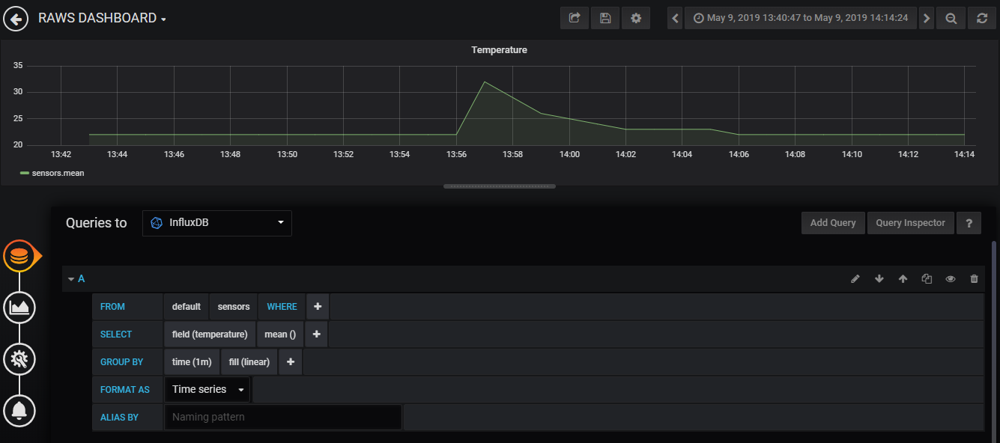 RAWS DASHBOARD
May 9, 2019 13:40:47 to May 9, 2019 14:14:24
Temperature
35
30
25
20
13:42 13:44 13:46 13:48 13:50 13:52 13:54 13:56 13:58 14:00 14:02 14:04 14:06 14:08 14:10 14:12 14:14
sensors.mean
Queries to InfluxDB Add Query Query Inspector ?
A
FROM default sensors WHERE +
SELECT field (temperature) mean () +
GROUP BY time (1m) fill (linear) +
FORMAT AS Time series
ALIAS BY Naming pattern